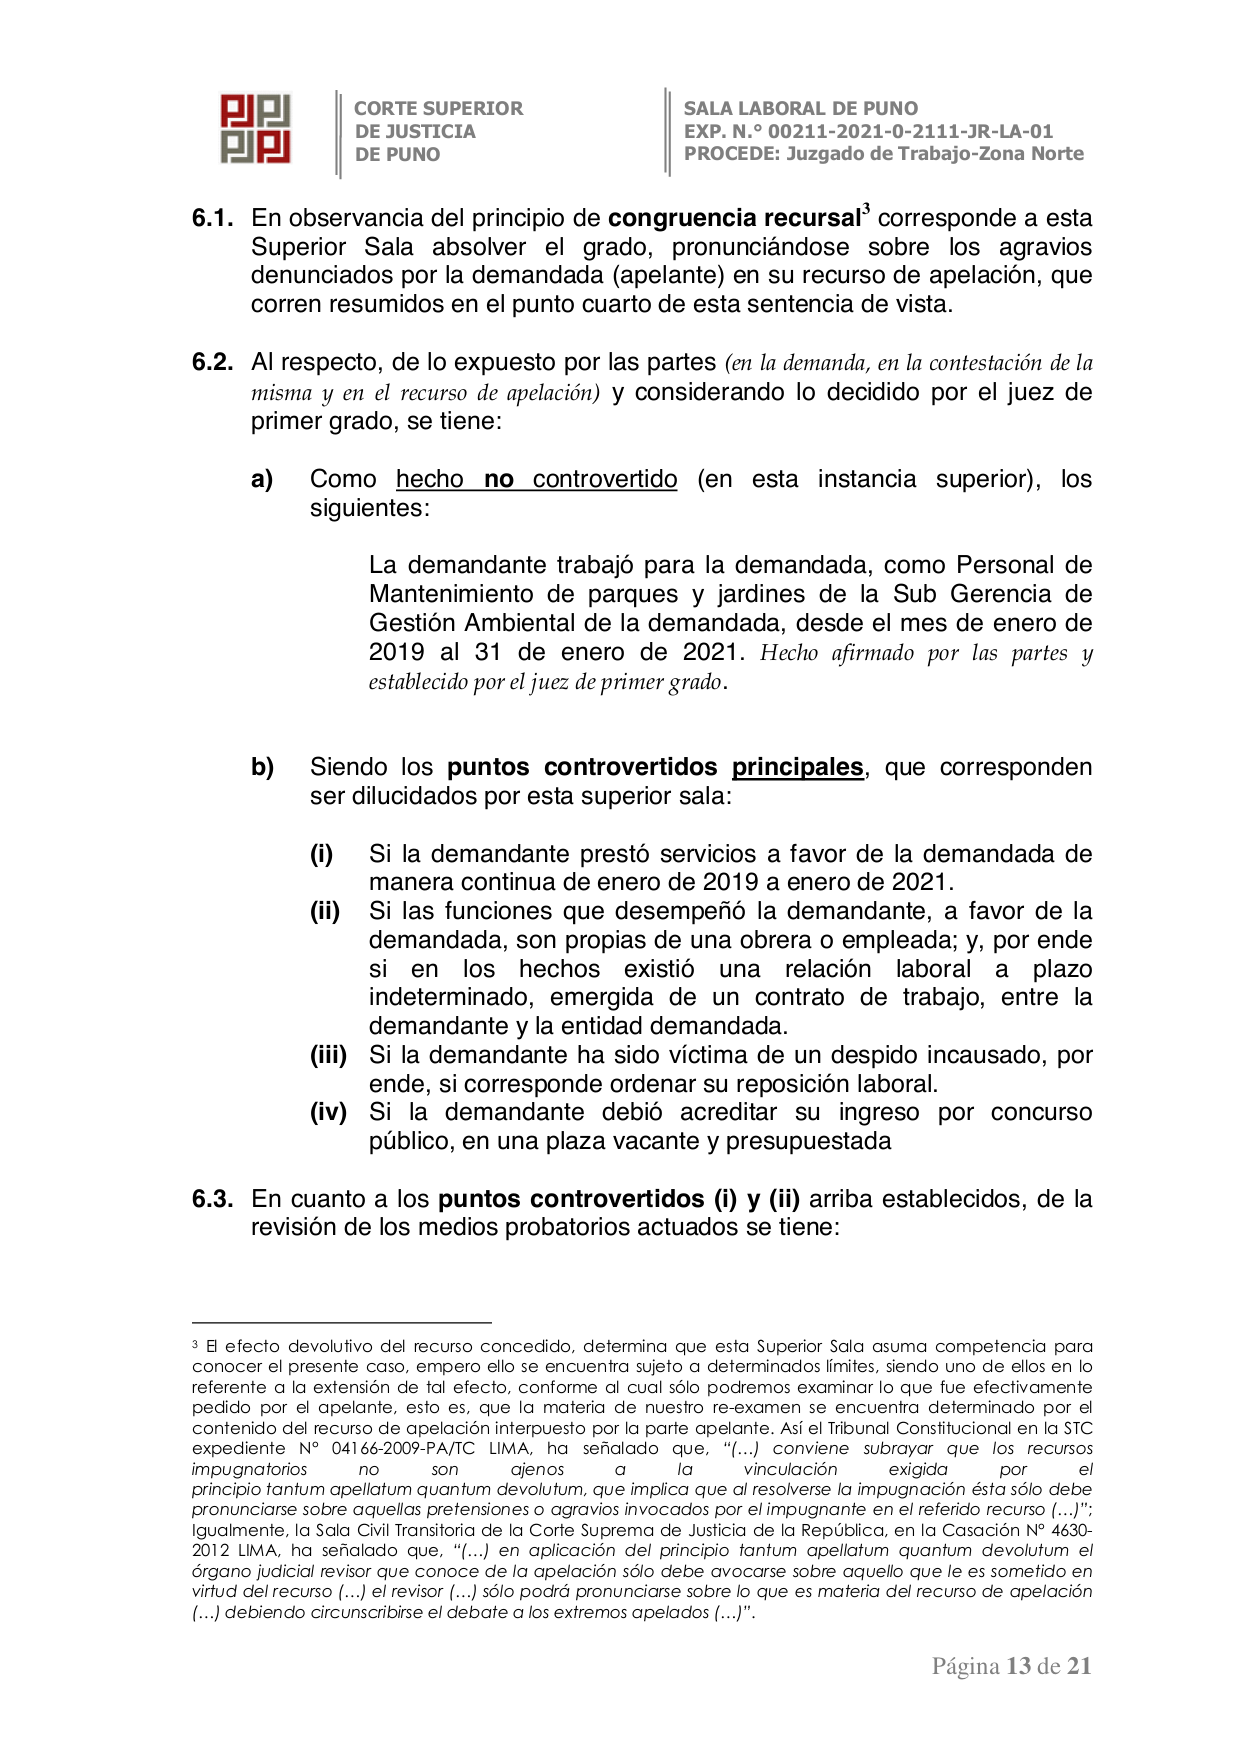 CORTE SUPERIOR
DE JUSTICIA
DE PUNO
SALA LABORAL DE PUNO
EXP. N.° 00211-2021-0-2111-JR-LA-01
PROCEDE: Juzgado de Trabajo-Zona Norte
6.1. En observancia del principio de congruencia recursal3 corresponde a esta
Superior Sala absolver el grado, pronunciándose sobre los agravios
denunciados por la demandada (apelante) en su recurso de apelación, que
corren resumidos en el punto cuarto de esta sentencia de vista.
6.2. Al respecto, de lo expuesto por las partes (en la demanda, en la contestación de la
misma y en el recurso de apelación) y considerando lo decidido por el juez de
primer grado, se tiene:
a) Como hecho no controvertido (en esta instancia superior), los
siguientes:
La demandante trabajó para la demandada, como Personal de
Mantenimiento de parques y jardines de la Sub Gerencia de
Gestión Ambiental de la demandada, desde el mes de enero de
2019 al 31 de enero de 2021. Hecho afirmado por las partes y
establecido por el juez de primer grado.
b) Siendo los puntos controvertidos principales, que corresponden
ser dilucidados por esta superior sala:
(i) Si la demandante prestó servicios a favor de la demandada de
manera continua de enero de 2019 a enero de 2021.
(ii) Si las funciones que desempeñó la demandante, a favor de la
demandada, son propias de una obrera o empleada; y, por ende
si en los hechos existió una relación laboral a plazo
indeterminado, emergida de un contrato de trabajo, entre la
demandante y la entidad demandada.
(iii) Si la demandante ha sido víctima de un despido incausado, por
ende, si corresponde ordenar su reposición laboral.
(iv) Si la demandante debió acreditar su ingreso por concurso
público, en una plaza vacante y presupuestada
6.3. En cuanto a los puntos controvertidos (i) y (ii) arriba establecidos, de la
revisión de los medios probatorios actuados se tiene:
3 El efecto devolutivo del recurso concedido, determina que esta Superior Sala asuma competencia para
conocer el presente caso, empero ello se encuentra sujeto a determinados límites, siendo uno de ellos en lo
referente a la extensión de tal efecto, conforme al cual sólo podremos examinar lo que fue efectivamente
pedido por el apelante, esto es, que la materia de nuestro re-examen se encuentra determinado por el
contenido del recurso de apelación interpuesto por la parte apelante. Así el Tribunal Constitucional en la STC
expediente N° 04166-2009-PA/TC LIMA, ha señalado que, “(…) conviene subrayar que los recursos
impugnatorios no son ajenos a la vinculación exigida por el
principio tantum apellatum quantum devolutum, que implica que al resolverse la impugnación ésta sólo debe
pronunciarse sobre aquellas pretensiones o agravios invocados por el impugnante en el referido recurso (…)”;
Igualmente, la Sala Civil Transitoria de la Corte Suprema de Justicia de la República, en la Casación N° 4630-
2012 LIMA, ha señalado que, “(…) en aplicación del principio tantum apellatum quantum devolutum el
órgano judicial revisor que conoce de la apelación sólo debe avocarse sobre aquello que le es sometido en
virtud del recurso (…) el revisor (…) sólo podrá pronunciarse sobre lo que es materia del recurso de apelación
(…) debiendo circunscribirse el debate a los extremos apelados (…)”.
Página 13 de 21